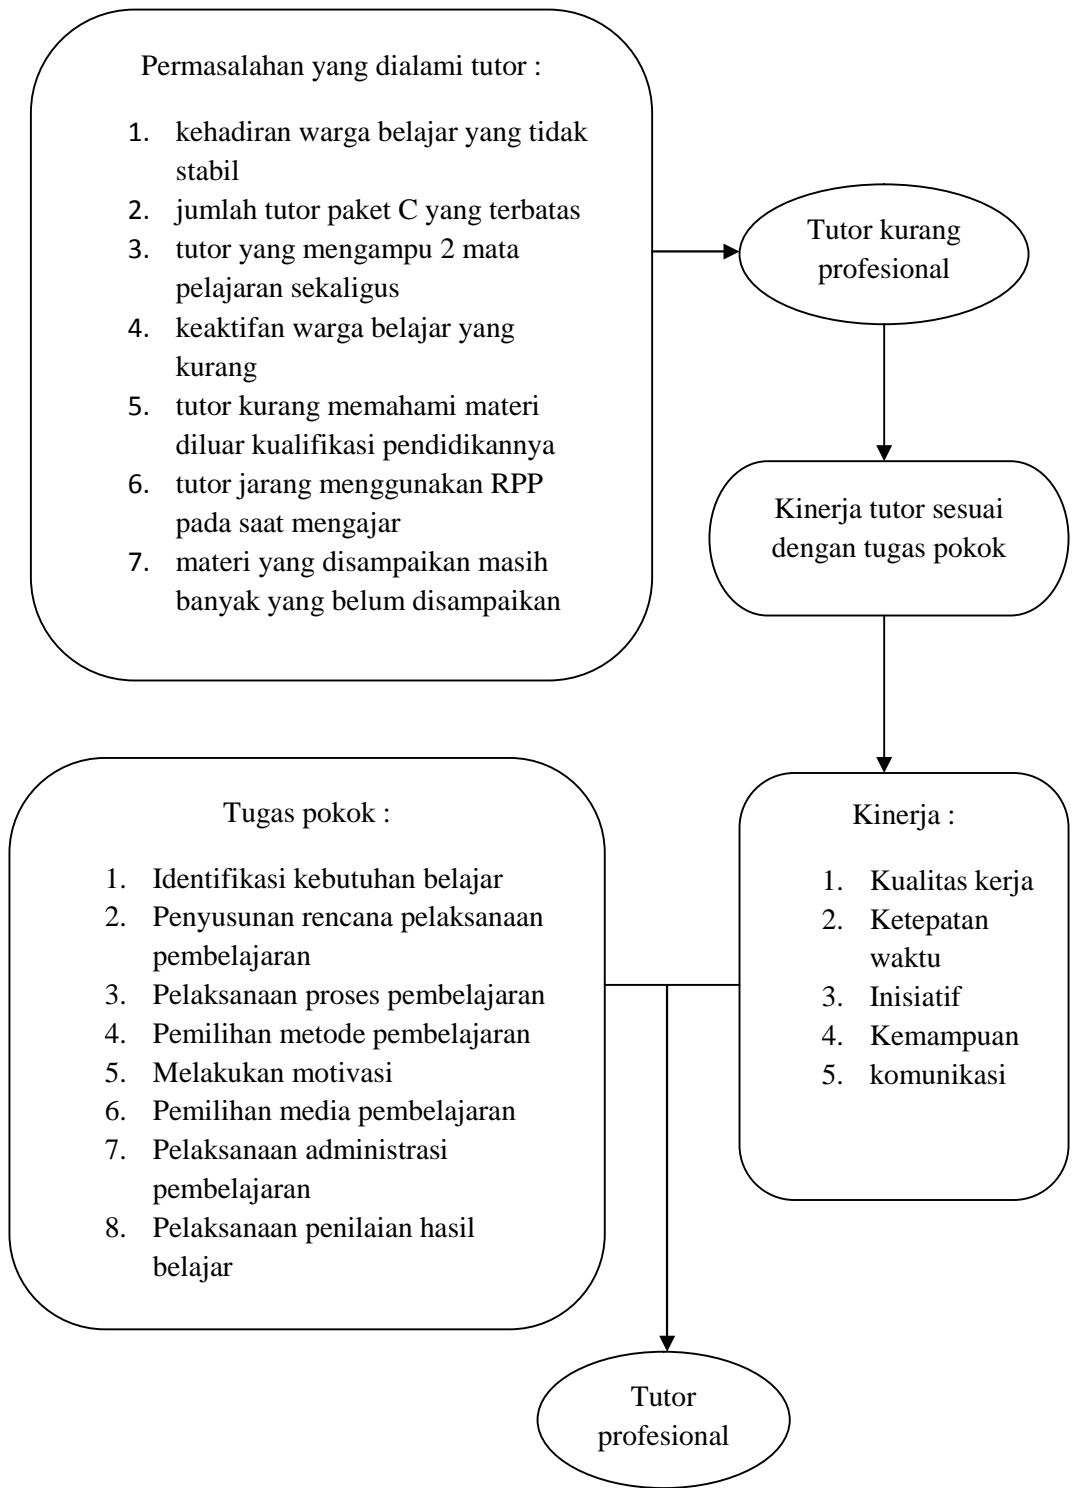 Permasalahan yang dialami tutor :
1. kehadiran warga belajar yang tidak
stabil
2. jumlah tutor paket C yang terbatas
3. tutor yang mengampu 2 mata
pelajaran sekaligus
4. keaktifan warga belajar yang
kurang
5. tutor kurang memahami materi
diluar kualifikasi pendidikannya
6. tutor jarang menggunakan RPP
pada saat mengajar
7. materi yang disampaikan masih
banyak yang belum disampaikan
Tutor kurang
profesional
Kinerja tutor sesuai
dengan tugas pokok
Tugas pokok :
1. Identifikasi kebutuhan belajar
2. Penyusunan rencana pelaksanaan
pembelajaran
3. Pelaksanaan proses pembelajaran
4. Pemilihan metode pembelajaran
5. Melakukan motivasi
6. Pemilihan media pembelajaran
7. Pelaksanaan administrasi
pembelajaran
8. Pelaksanaan penilaian hasil
belajar
Kinerja :
1. Kualitas kerja
2. Ketepatan
waktu
3. Inisiatif
4. Kemampuan
5. komunikasi
Tutor
profesional